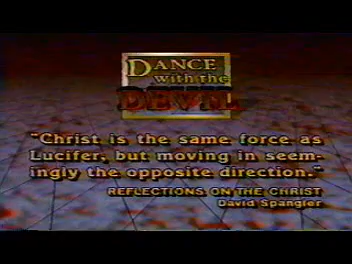 DANCE
with the
DEVIL
"Christ is the same force as
Lucifer, but moving in seem-
ingly the opposite direction."
REFLECTIONS ON THE CHRIST
David Spangler